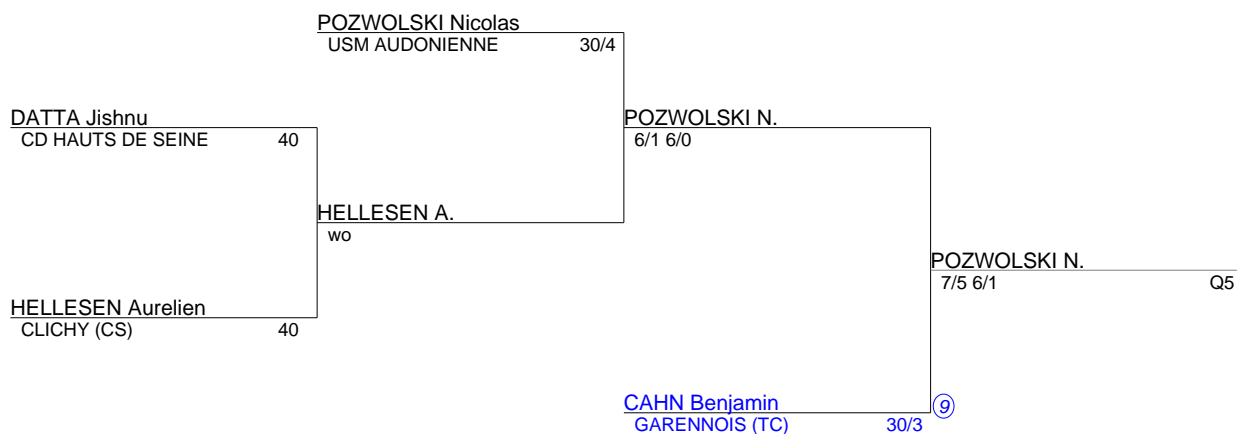 POZWOLSKI Nicolas
USM AUDONIENNE 30/4
DATTA Jishnu
CD HAUTS DE SEINE 40
POZWOLSKI N.
6/1 6/0
HELLESEN A.
wo
POZWOLSKI N.
7/5 6/1 Q5
HELLESEN Aurelien
CLICHY (CS) 40
CAHN Benjamin 9
GARENNOIS (TC) 30/3